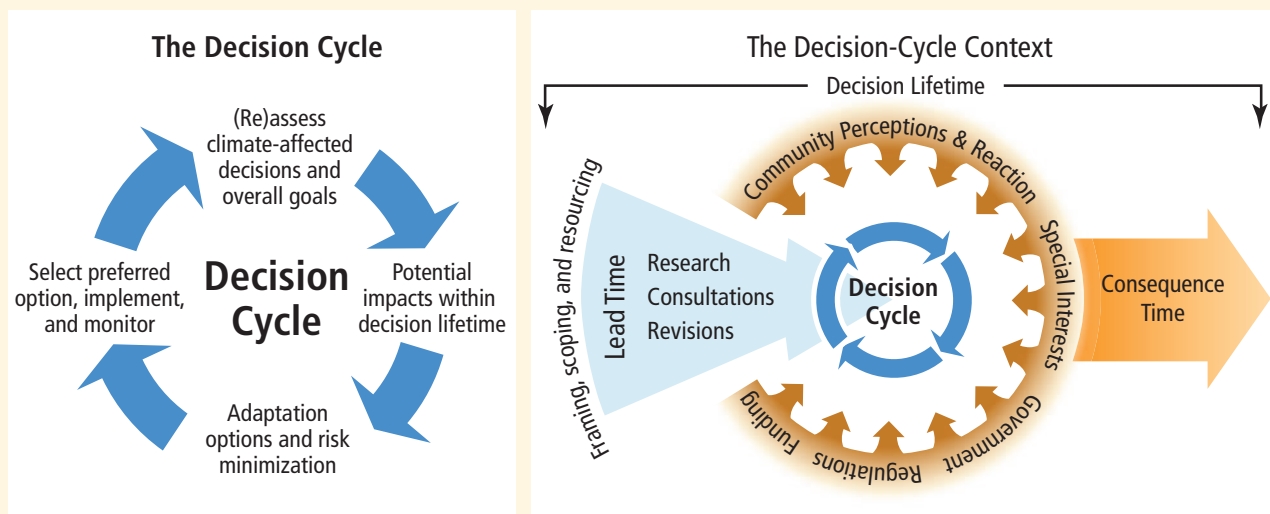 The Decision Cycle
(Re)assess
climate-affected
decisions and
overall goals
Potential
impacts within
decision lifetime
Adaptation
options and risk
minimization
Select preferred
option, implement,
and monitor
Decision
Cycle
The Decision-Cycle Context
Decision Lifetime
Framing, scoping, and resourcing
Lead Time
Research
Consultations
Revisions
Decision
Cycle
Community Perceptions & Reaction
Special Interests
Government
Regulations
Funding
Consequence
Time